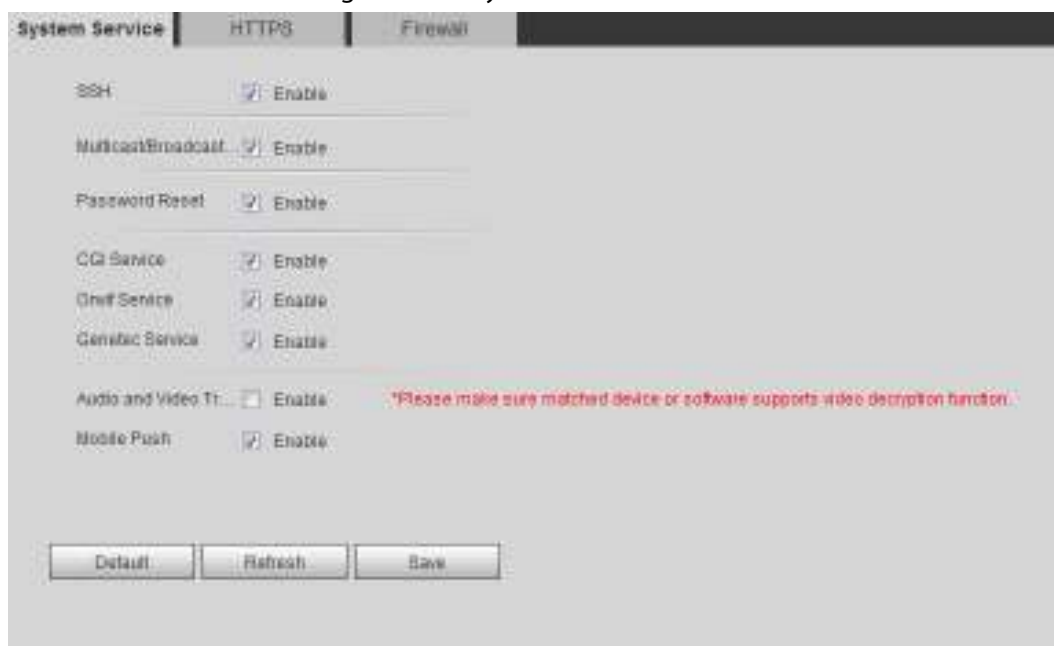 System Service HTTPS Firewall
SSH Enable
Multicast/Broadcast... Enable
Password Reset Enable
CGI Service Enable
Onvif Service Enable
Genetec Service Enable
Audio and Video Tr... Enable *Please make sure matched device or software supports video decryption function.
Mobile Push Enable
Default Refresh Save